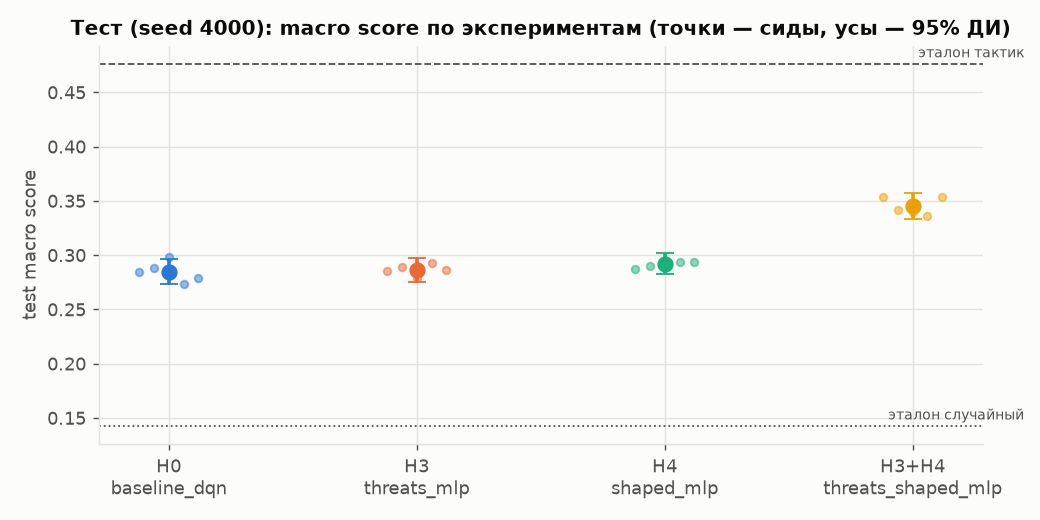 Тест (seed 4000): macro score по экспериментам (точки — сиды, усы — 95% ДИ)
эталон тактик
0.45
0.40
0.35
0.30
0.25
0.20
0.15
test macro score
эталон случайный
H0
baseline_dqn
H3
threats_mlp
H4
shaped_mlp
H3+H4
threats_shaped_mlp